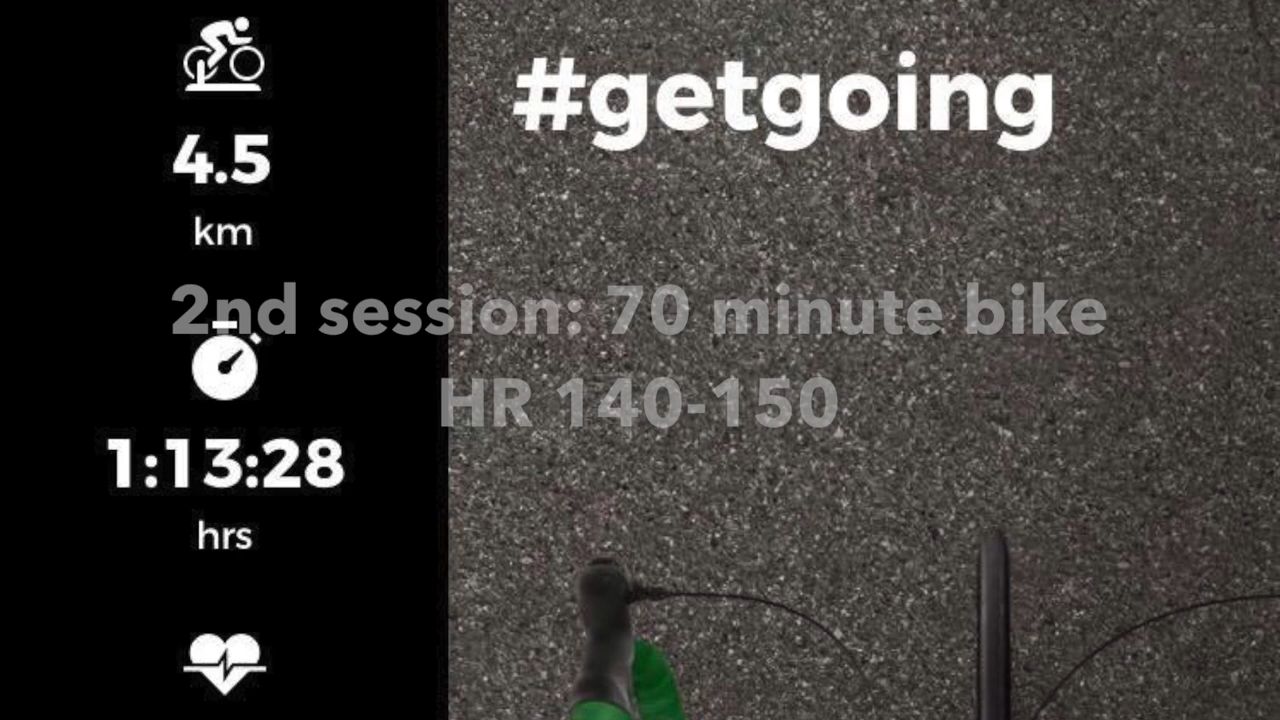 #getgoing
4.5
km
2nd session: 70 minute bike
HR 140-150
1:13:28
hrs